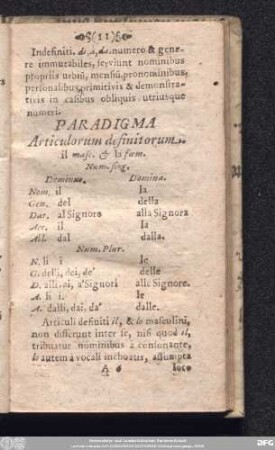 (11)
Indefiniti, di, à, da, numero & gene-
re immutabiles, serviunt nominibus
propriis urbiū, mensiū, pronominibus,
personalibus, primitivis & demonstra-
tivis in casibus obliquis utriusque
numeri.
PARADIGMA
Articulorum definitorum.
il masc. & la fœm.
Num. sing.
Dominus. Domina.
Nom. il la
Gen. del della
Dat. al Signore alla Signora
Acc. il la
Abl. dal dalla.
Num. Plur.
N. li i le
G. delli, dei, de' delle
D. alli, ai, a'Signori alle Signore.
A. li i. le
A. dalli, dai, da' dalle.
Articuli definiti il, & lo masculini,
non differunt inter se, nisi quod il,
tribuatur nominibus à consonante,
lo autem à vocali inchoatis, assumpta
A 6 loco